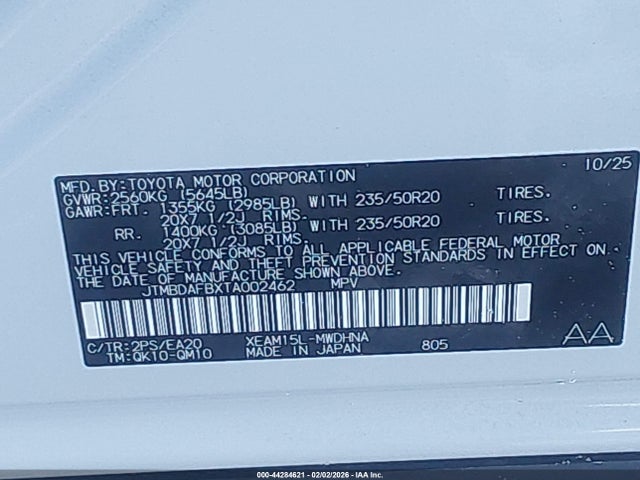 MFD. BY: TOYOTA MOTOR CORPORATION 10/25
GVWR: 2560KG (5645LB)
GAWR: FRT. 1355KG (2985LB) WITH 235/50R20 TIRES.
20X7 1/2J RIMS.
RR. 1400KG (3085LB) WITH 235/50R20 TIRES.
20X7 1/2J RIMS.
THIS VEHICLE CONFORMS TO ALL APPLICABLE FEDERAL MOTOR
VEHICLE SAFETY AND THEFT PREVENTION STANDARDS IN EFFECT ON
THE DATE OF MANUFACTURE SHOWN ABOVE.
JTMBDAFBXTA002462 MPV
C/TR: 2PS/EA20 XEAM15L-MWDHNA AA
TM: QK10-QM10 MADE IN JAPAN 805
000-44284621 - 02/02/2026 - IAA Inc.